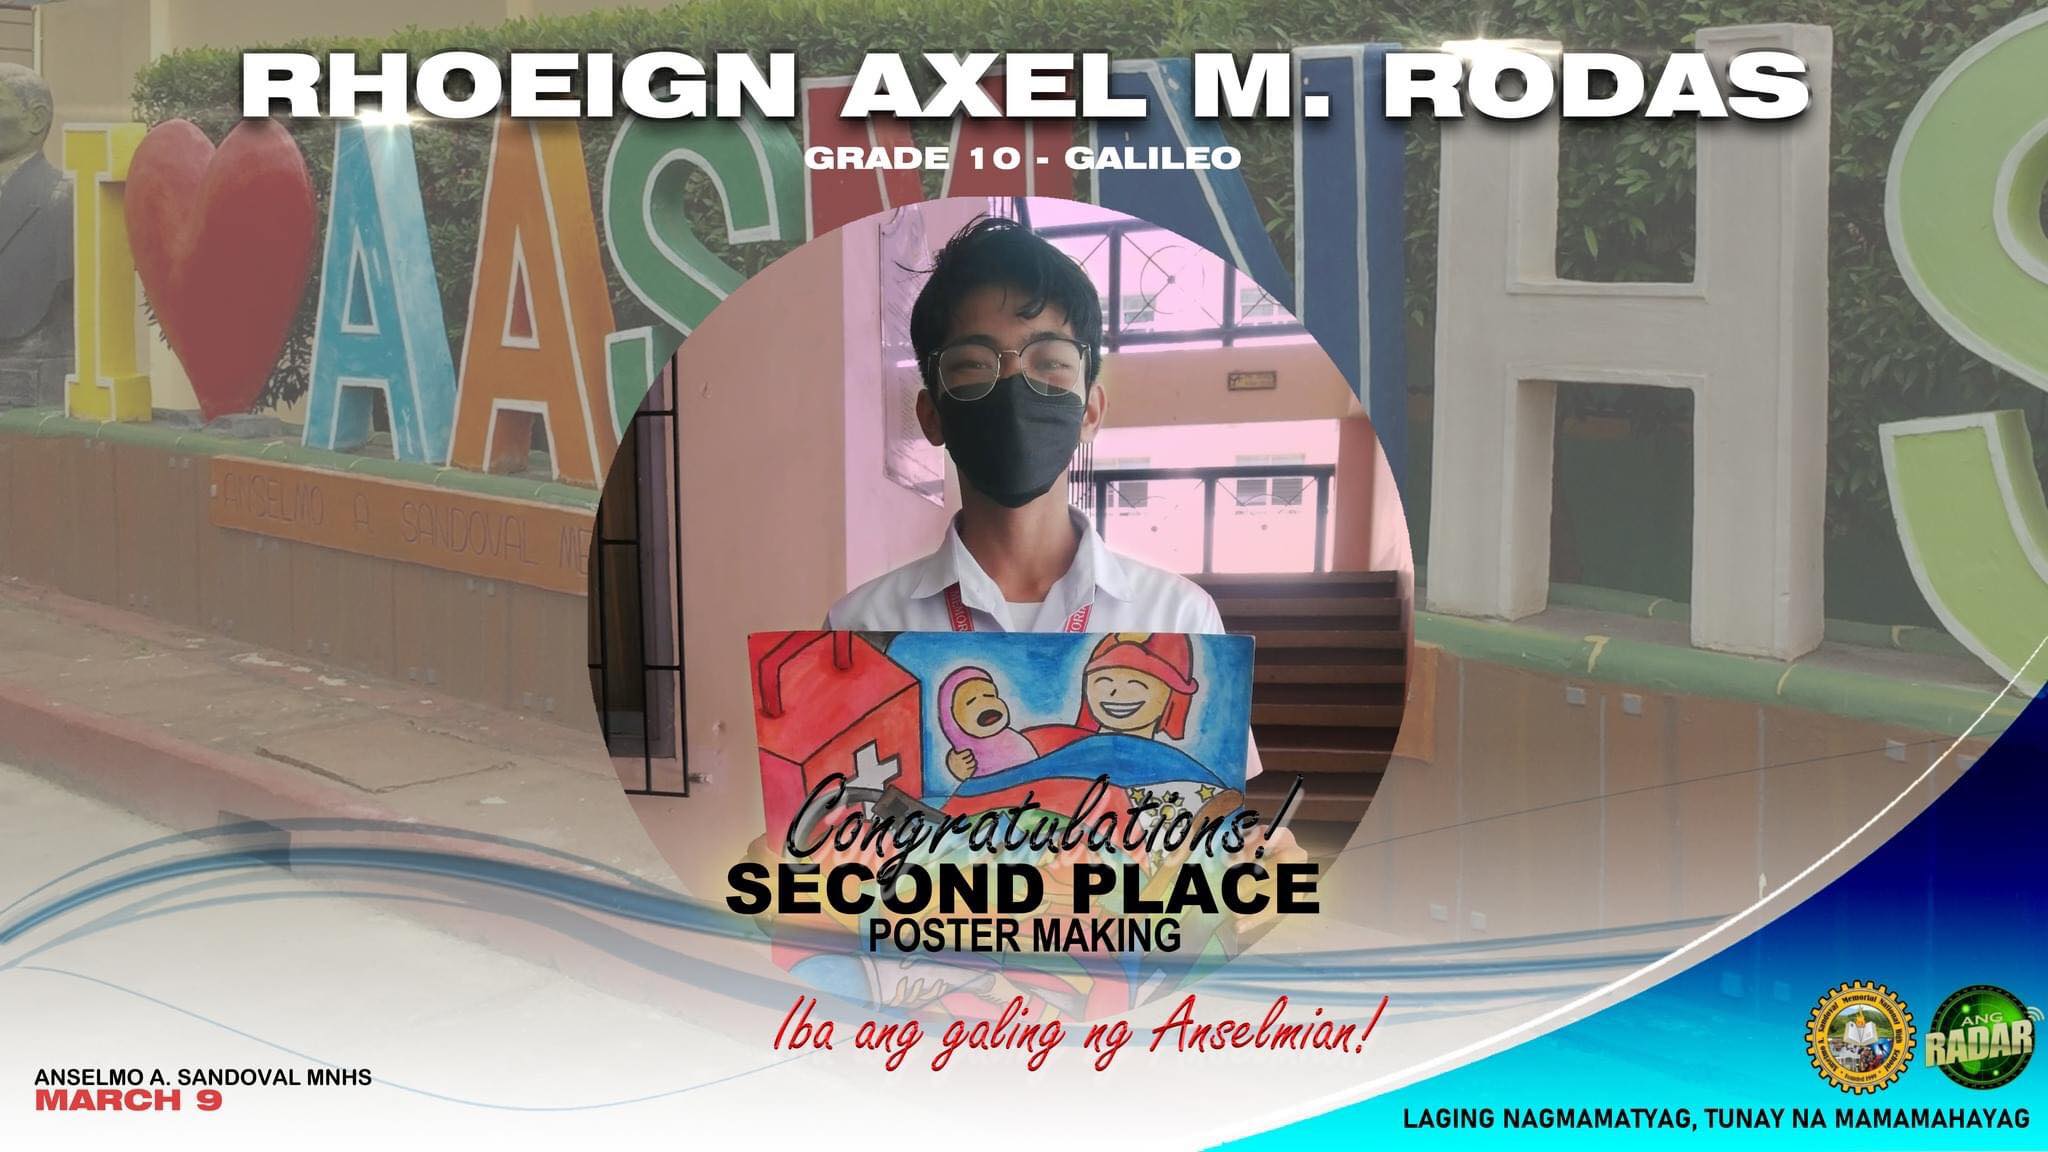 RHOEIGN AXEL M. RODAS
GRADE 10 - GALILEO
I AASMNHS
ANSELMO A. SANDOVAL ME
Congratulations!
SECOND PLACE
POSTER MAKING
Iba ang galing ng Anselmian!
ANSELMO A. SANDOVAL MNHS
MARCH 9
ANG
RADAR
LAGING NAGMAMATYAG, TUNAY NA MAMAMAHAYAG